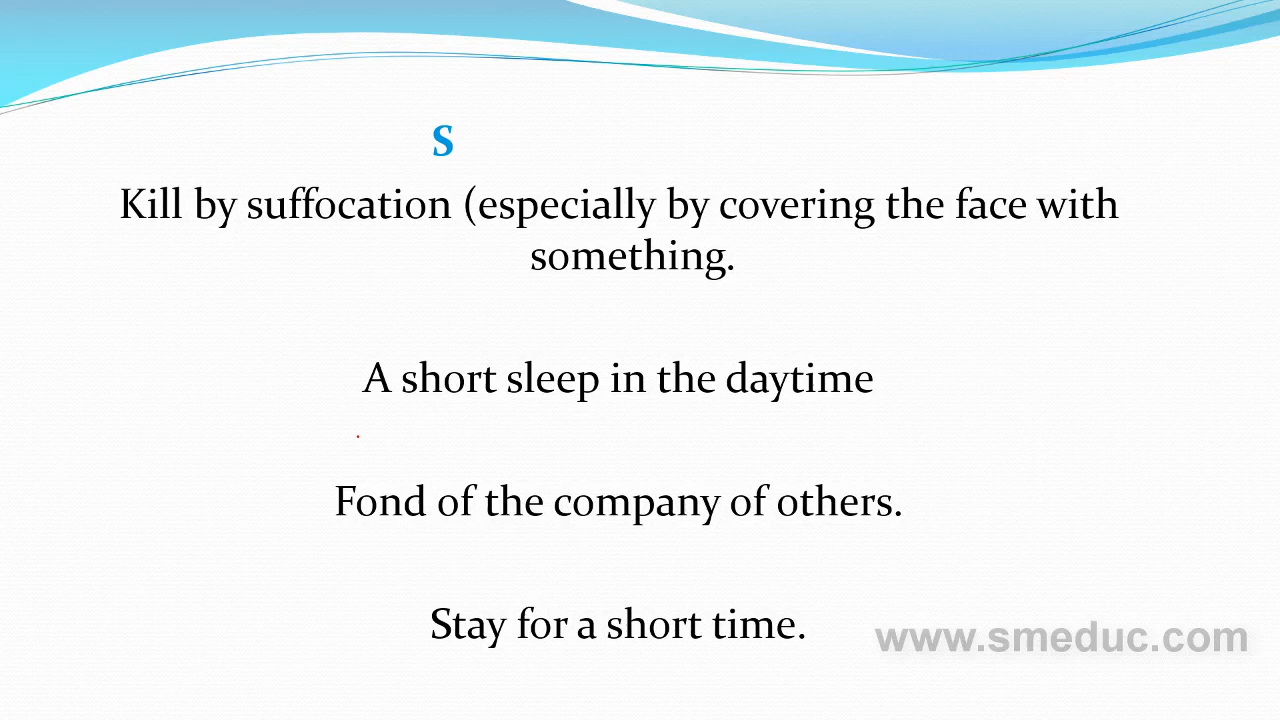 S
Kill by suffocation (especially by covering the face with
something.
A short sleep in the daytime
Fond of the company of others.
Stay for a short time.
www.smeduc.com